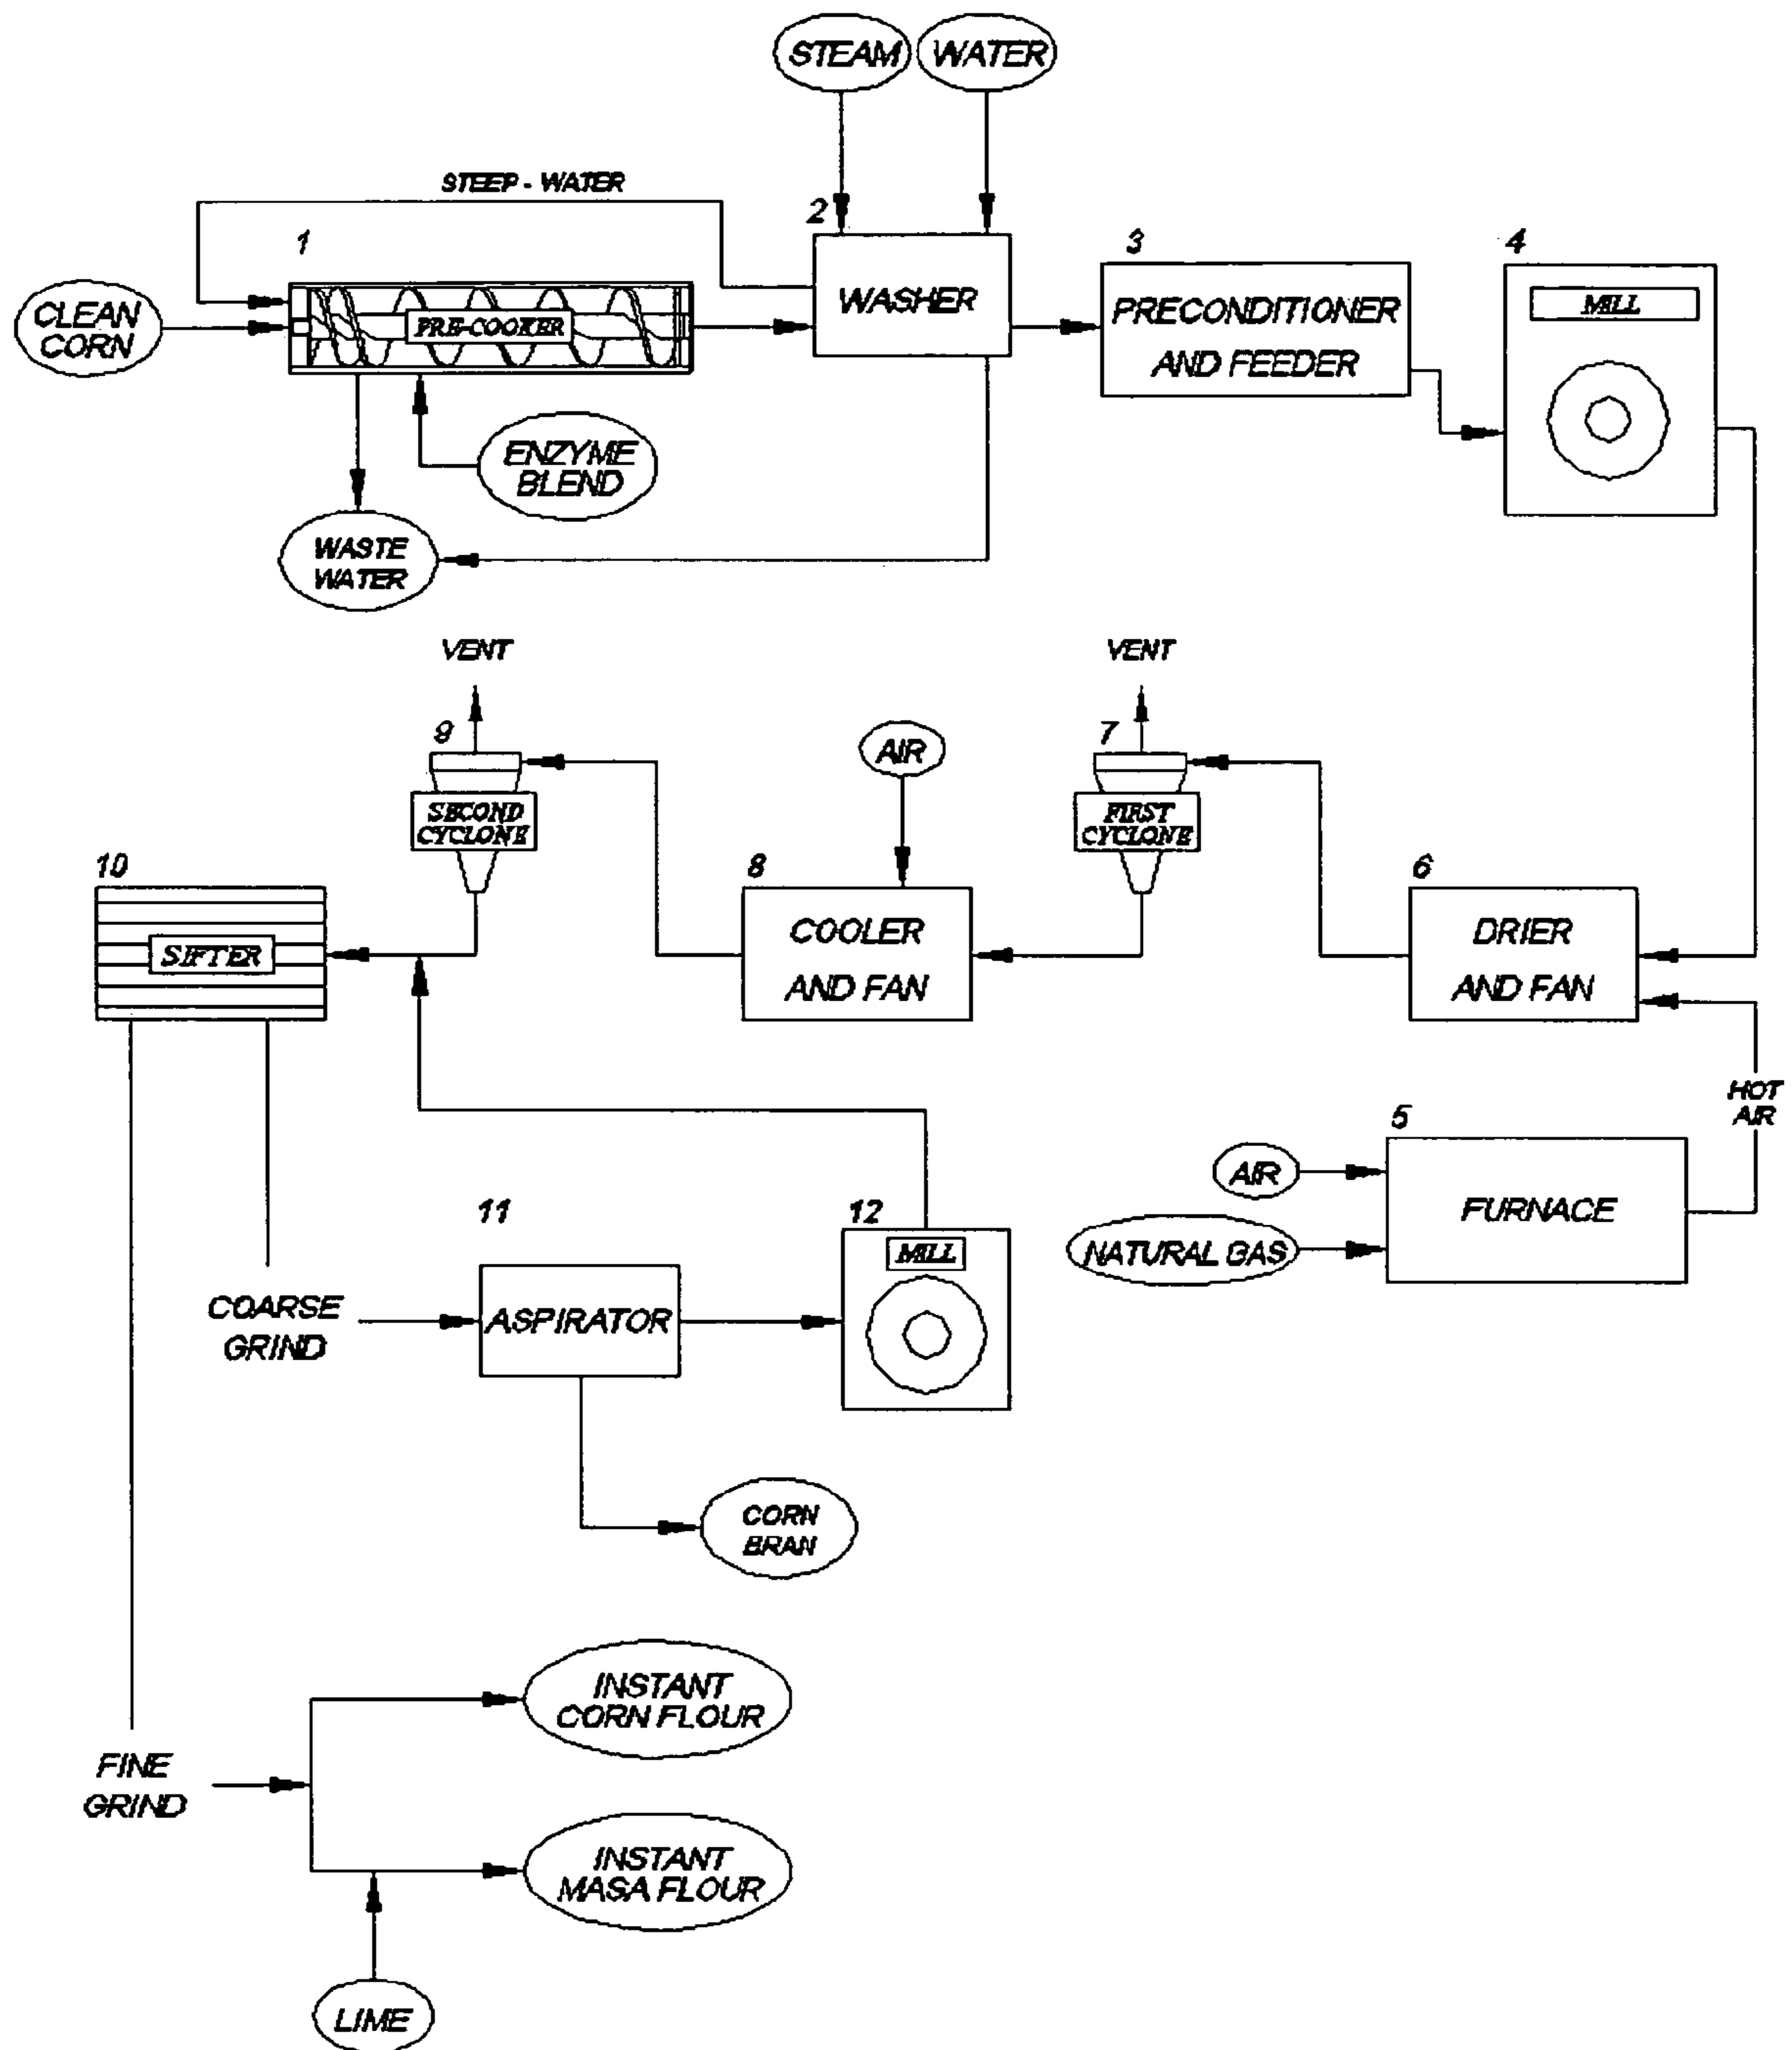 STEAM
WATER
STEEP - WATER
1
2
3
4
CLEAN
CORN
PRE-COOKER
WASHER
PRECONDITIONER
AND FEEDER
MILL
ENZYME
BLEND
WASTE
WATER
VENT
VENT
9
AIR
7
SECOND
CYCLONE
FIRST
CYCLONE
10
8
6
SIFTER
COOLER
AND FAN
DRIER
AND FAN
HOT
AIR
5
AIR
FURNACE
NATURAL GAS
11
12
MILL
COARSE
GRIND
ASPIRATOR
CORN
BRAN
INSTANT
CORN FLOUR
FINE
GRIND
INSTANT
MASA FLOUR
LIME